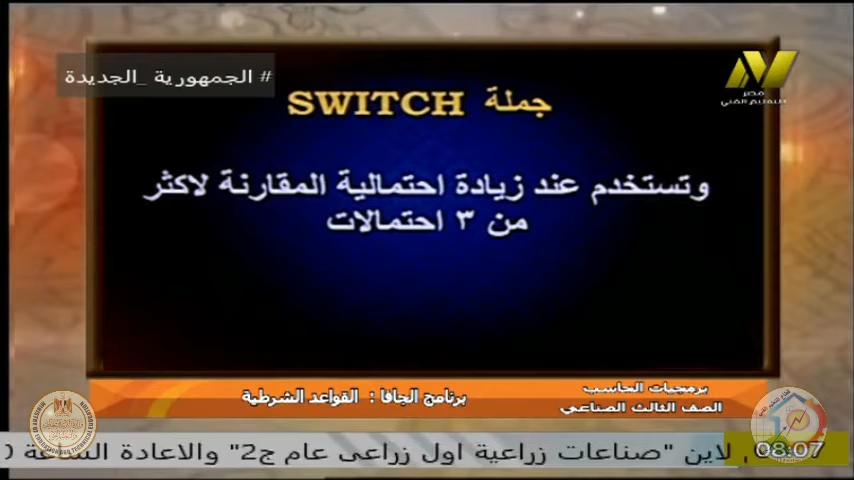 # الجمهورية _الجديدة
مصر
التعليم الفني
جملة SWITCH
وتستخدم عند زيادة احتمالية المقارنة لاكثر
من ٣ احتمالات
برمجيات الحاسب
الصف الثالث الصناعي
برنامج الجافا : القواعد الشرطية
لاين "صناعات زراعية اول زراعى عام ج2" والاعادة
08:07